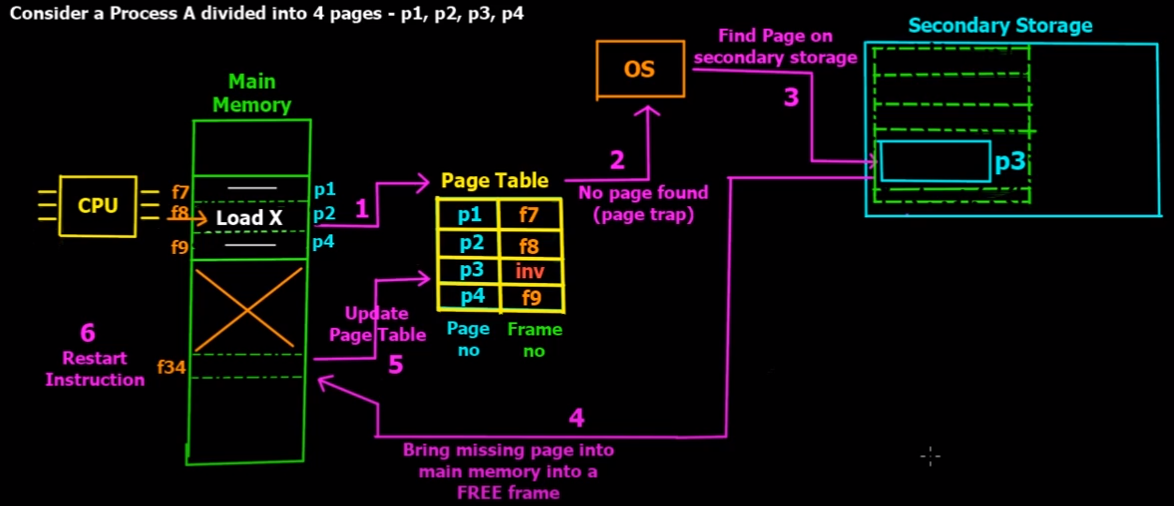 Consider a Process A divided into 4 pages - p1, p2, p3, p4
Main
Memory
CPU
f7
f8
f9
Load X
p1
p2
p4
1
Page Table
p1 f7
p2 f8
p3 inv
p4 f9
Page
no
Frame
no
2
No page found
(page trap)
OS
Find Page on
secondary storage
3
Secondary Storage
p3
4
Bring missing page into
main memory into a
FREE frame
Update
Page Table
5
f34
6
Restart
Instruction